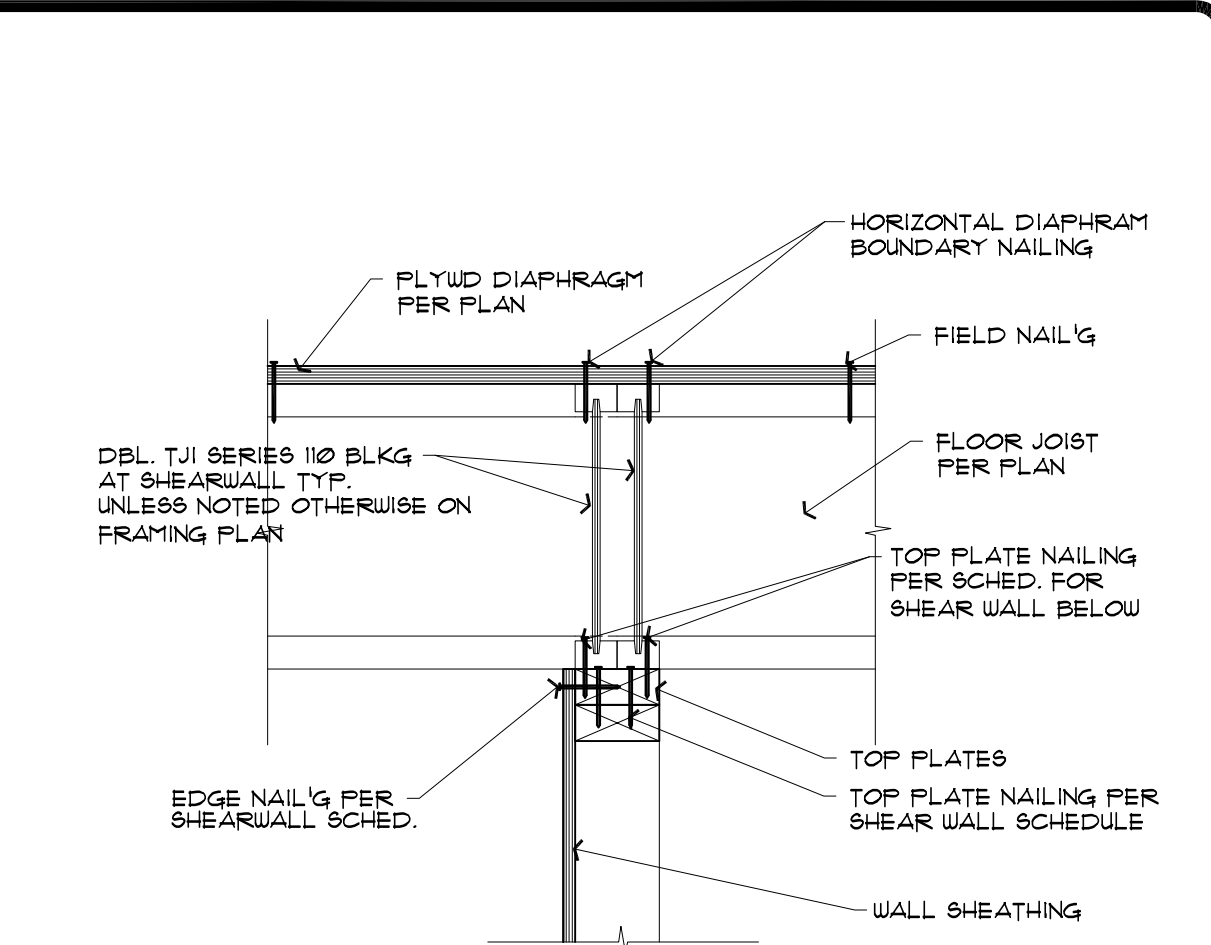 HORIZONTAL DIAPHRAM
BOUNDARY NAILING
PLYWD DIAPHRAGM
PER PLAN
FIELD NAIL'G
DBL. TJI SERIES 110 BLKG
AT SHEARWALL TYP.
UNLESS NOTED OTHERWISE ON
FRAMING PLAN
FLOOR JOIST
PER PLAN
TOP PLATE NAILING
PER SCHED. FOR
SHEAR WALL BELOW
TOP PLATES
EDGE NAIL'G PER
SHEARWALL SCHED.
TOP PLATE NAILING PER
SHEAR WALL SCHEDULE
WALL SHEATHING